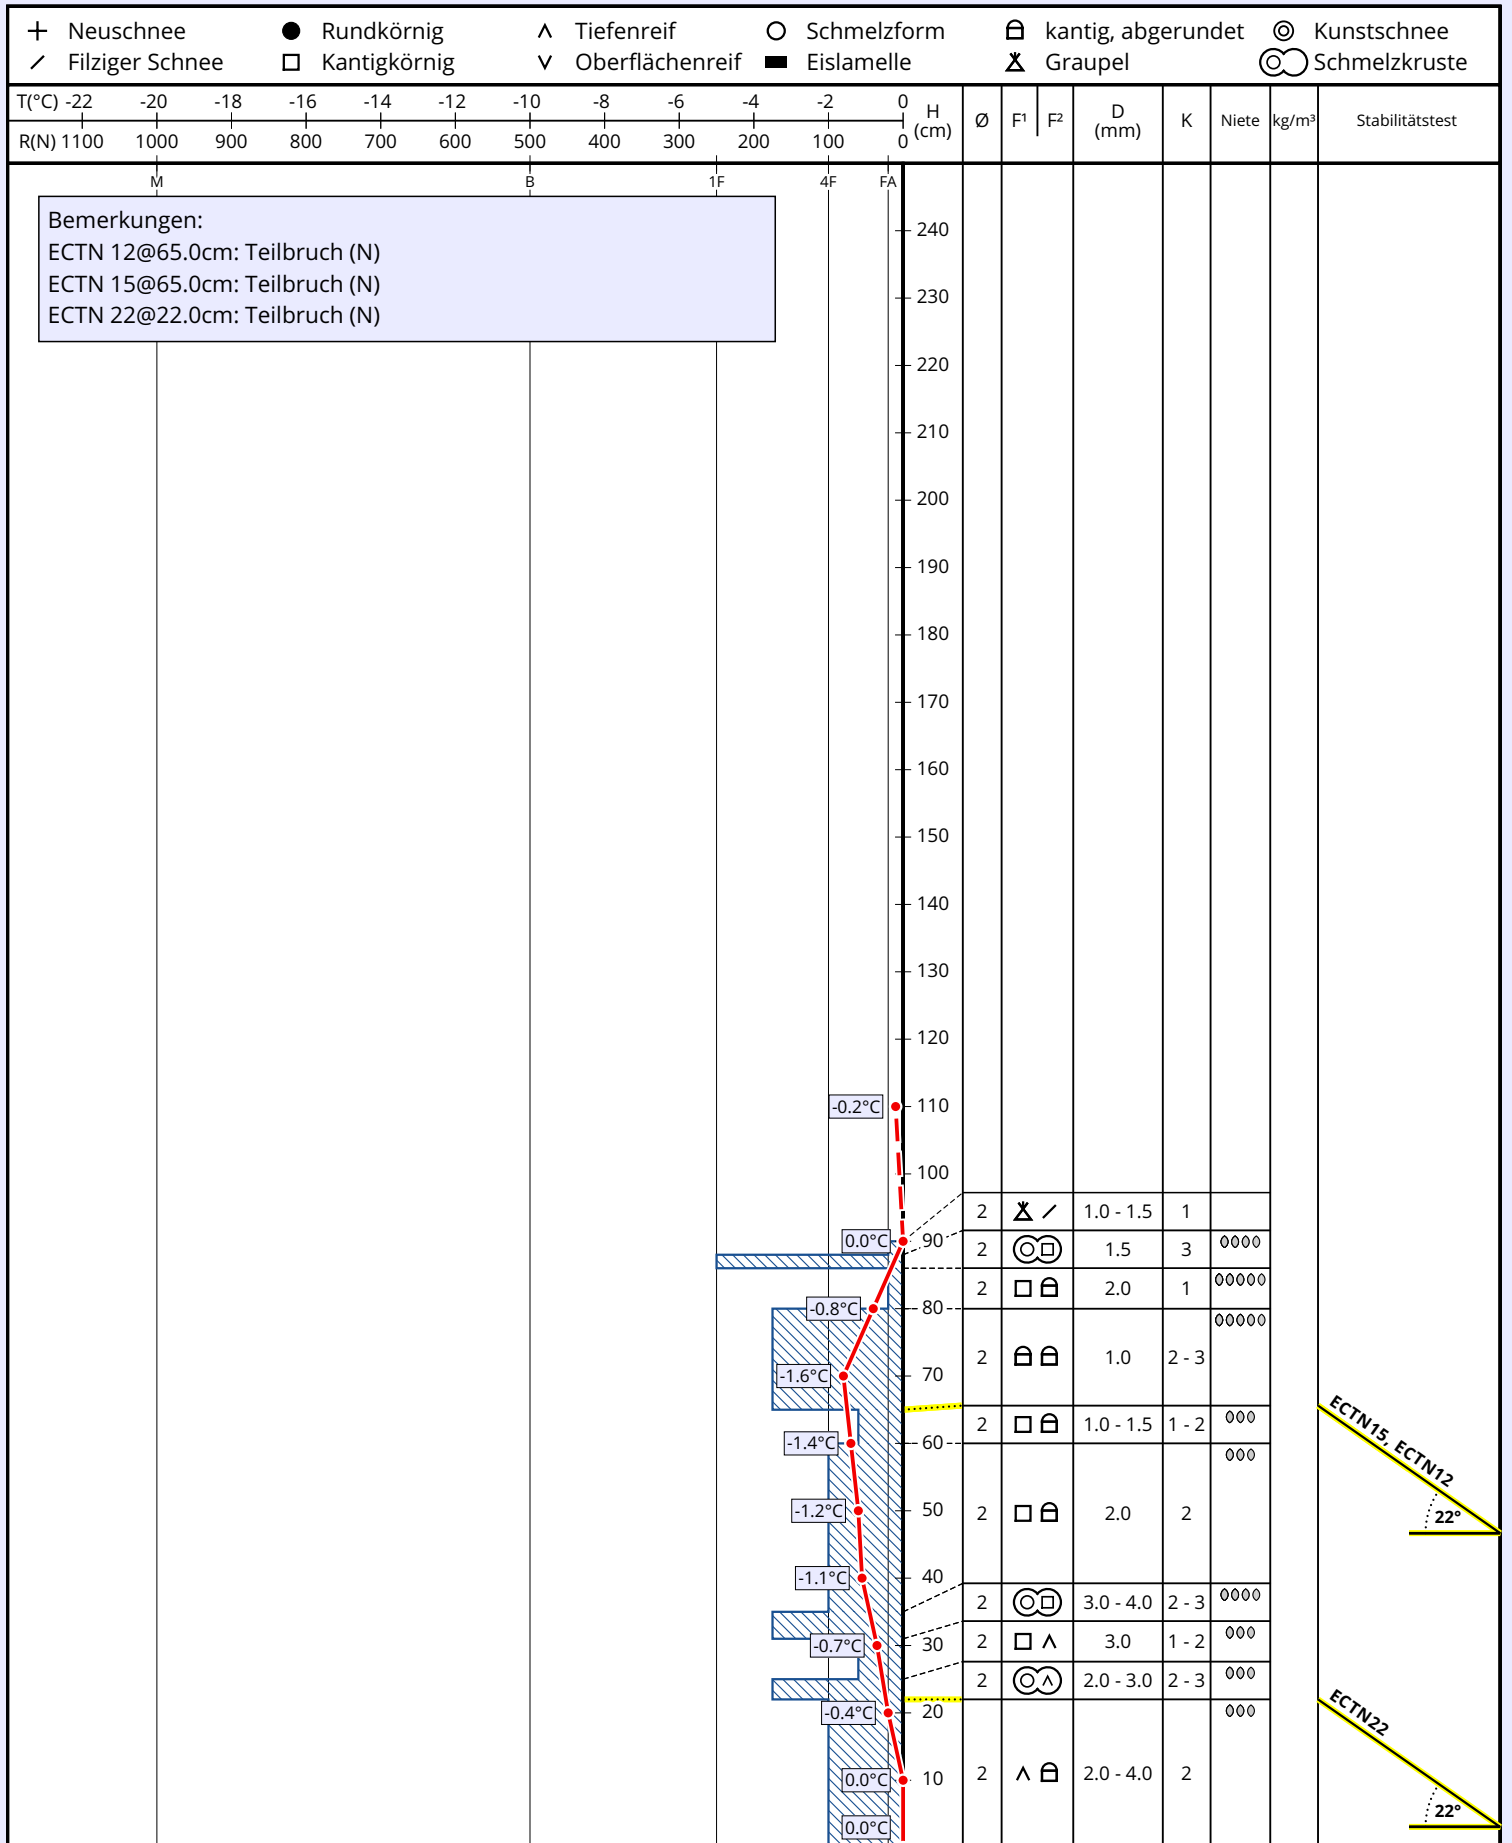 Neuschnee Rundkörnig Tiefenreif Schmelzform kantig, abgerundet Kunstschnee
Filziger Schnee Kantigkörnig Oberflächenreif Eislamelle Graupel Schmelzkruste
T(°C) -22 -20 -18 -16 -14 -12 -10 -8 -6 -4 -2 0
R(N) 1100 1000 900 800 700 600 500 400 300 200 100 0
H (cm) Ø F¹ F² D (mm) K Niete kg/m³ Stabilitätstest
M B 1F 4F FA
Bemerkungen:
ECTN 12@65.0cm: Teilbruch (N)
ECTN 15@65.0cm: Teilbruch (N)
ECTN 22@22.0cm: Teilbruch (N)
240
230
220
210
200
190
180
170
160
150
140
130
120
-0.2°C 110
100
2 1.0 - 1.5 1
0.0°C 90
2 1.5 3
2 2.0 1
-0.8°C 80
2 1.0 2 - 3
-1.6°C 70
2 1.0 - 1.5 1 - 2
ECTN15, ECTN12
-1.4°C 60
-1.2°C 50
2 2.0 2
22°
-1.1°C 40
2 3.0 - 4.0 2 - 3
-0.7°C 30
2 3.0 1 - 2
2 2.0 - 3.0 2 - 3
-0.4°C 20
ECTN22
0.0°C 10
2 2.0 - 4.0 2
22°
0.0°C